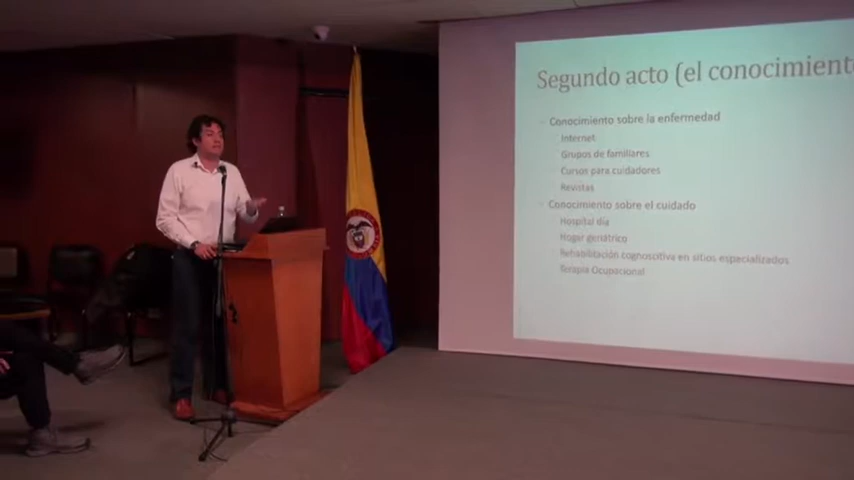 Segundo acto (el conocimient
Conocimiento sobre la enfermedad
Internet
Grupos de familiares
Cursos para cuidadores
Revistas
Conocimiento sobre el cuidado
Hospital día
Hogar geriátrico
Rehabilitación cognoscitiva en sitios especializados
Terapia Ocupacional